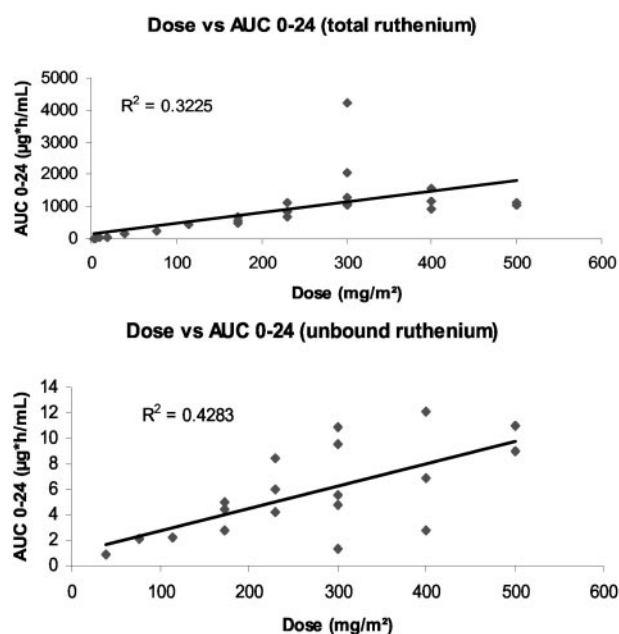 Dose vs AUC 0-24 (total ruthenium)
AUC 0-24 (µg*h/mL)
5000
4000
3000
2000
1000
0
R² = 0.3225
0 100 200 300 400 500 600
Dose (mg/m²)
Dose vs AUC 0-24 (unbound ruthenium)
AUC 0-24 (µg*h/mL)
14
12
10
8
6
4
2
0
R² = 0.4283
0 100 200 300 400 500 600
Dose (mg/m²)